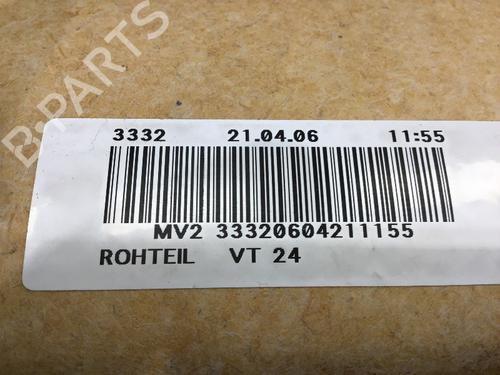 B-PARTS
3332 21.04.06 11:55
MV2 33320604211155
ROHTEIL VT 24